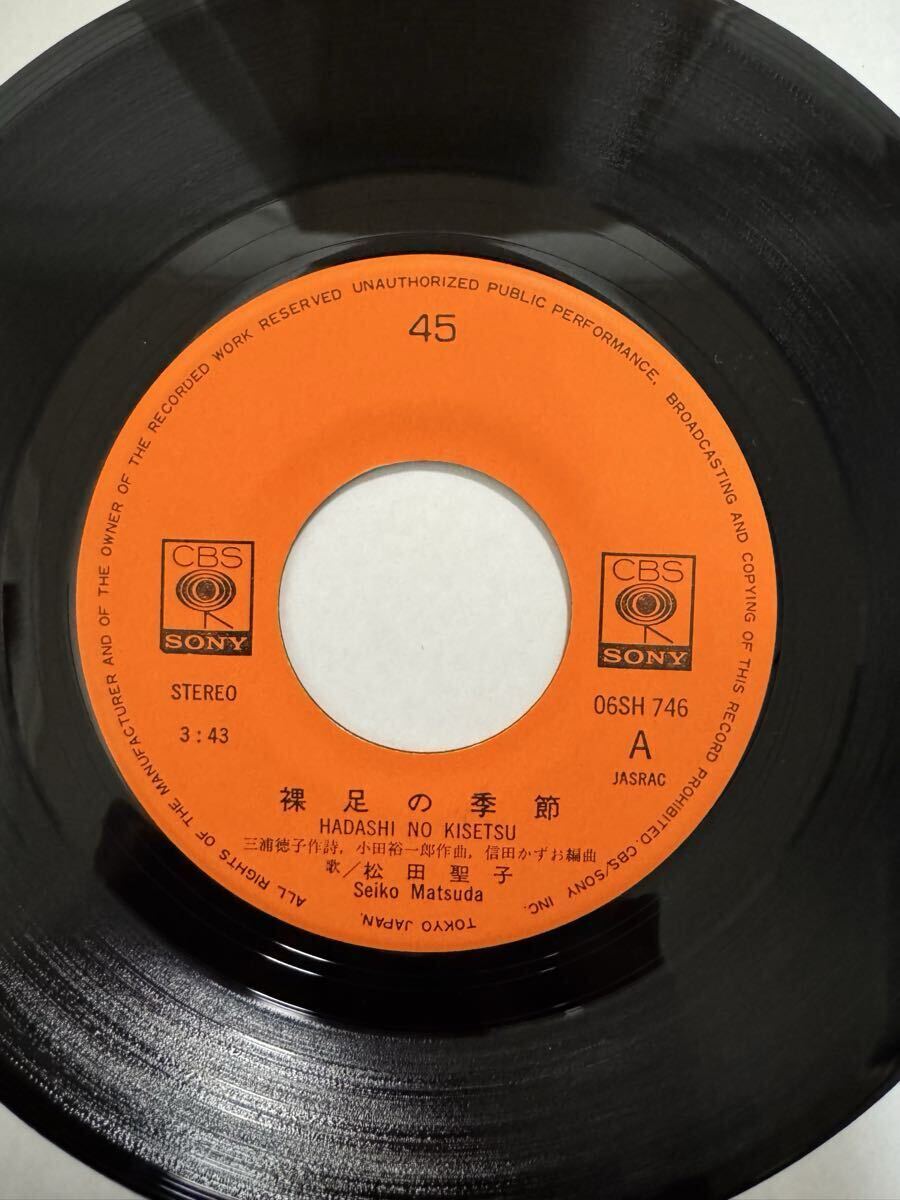 45
CBS
SONY
STEREO
3:43
CBS
SONY
06SH 746
A
JASRAC
裸足の季節
HADASHI NO KISETSU
三浦徳子作詩, 小田裕一郎作曲, 信田かずお編曲
歌／松田聖子
Seiko Matsuda
ALL RIGHTS OF THE MANUFACTURER AND OF THE OWNER OF THE RECORDED WORK RESERVED UNAUTHORIZED PUBLIC PERFORMANCE, BROADCASTING AND COPYING OF THIS RECORD PROHIBITED. CBS/SONY INC. TOKYO JAPAN.